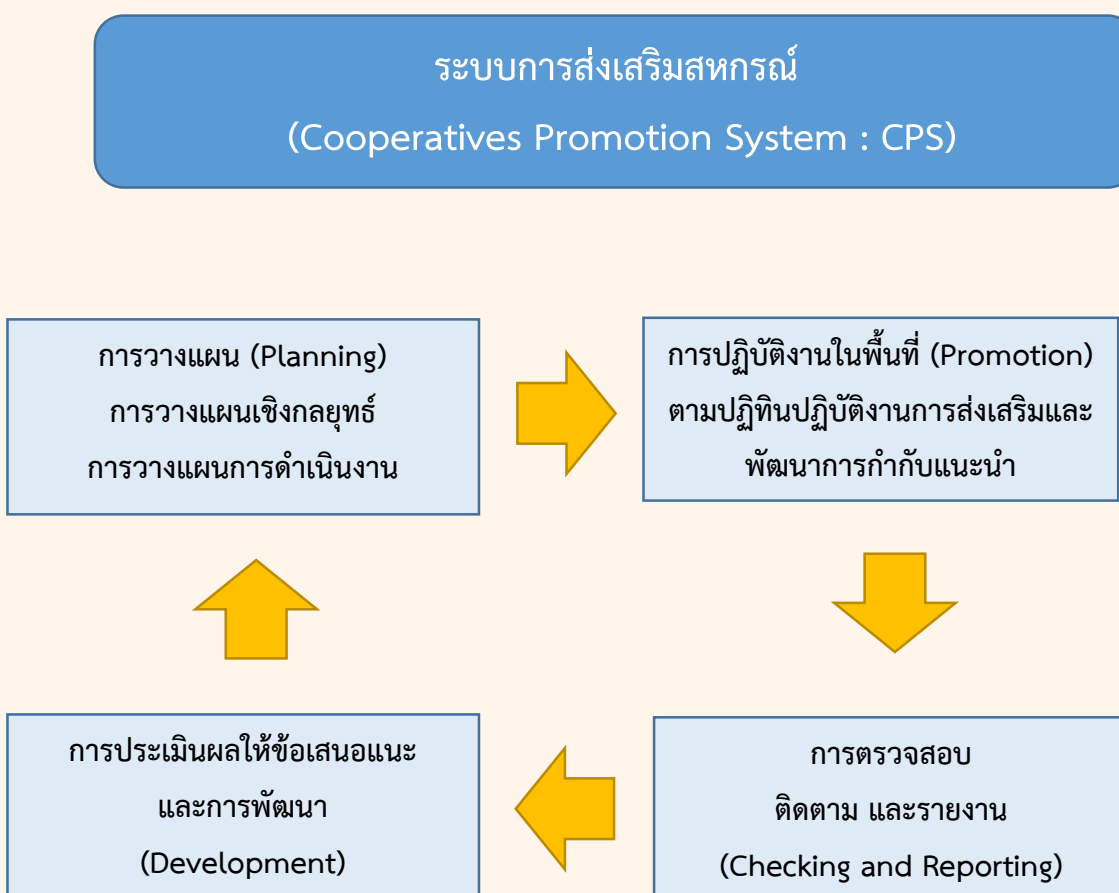 ระบบการส่งเสริมสหกรณ์
(Cooperatives Promotion System : CPS)
การวางแผน (Planning)
การวางแผนเชิงกลยุทธ์
การวางแผนการดำเนินงาน
การปฏิบัติงานในพื้นที่ (Promotion)
ตามปฏิทินปฏิบัติงานการส่งเสริมและ
พัฒนาการกำกับแนะนำ
การประเมินผลให้ข้อเสนอแนะ
และการพัฒนา
(Development)
การตรวจสอบ
ติดตาม และรายงาน
(Checking and Reporting)